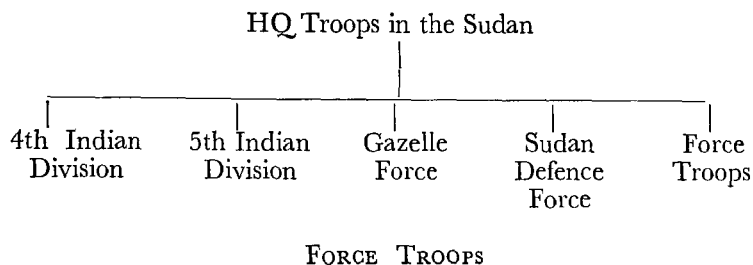 HQ Troops in the Sudan
4th Indian Division
5th Indian Division
Gazelle Force
Sudan Defence Force
Force Troops
FORCE TROOPS